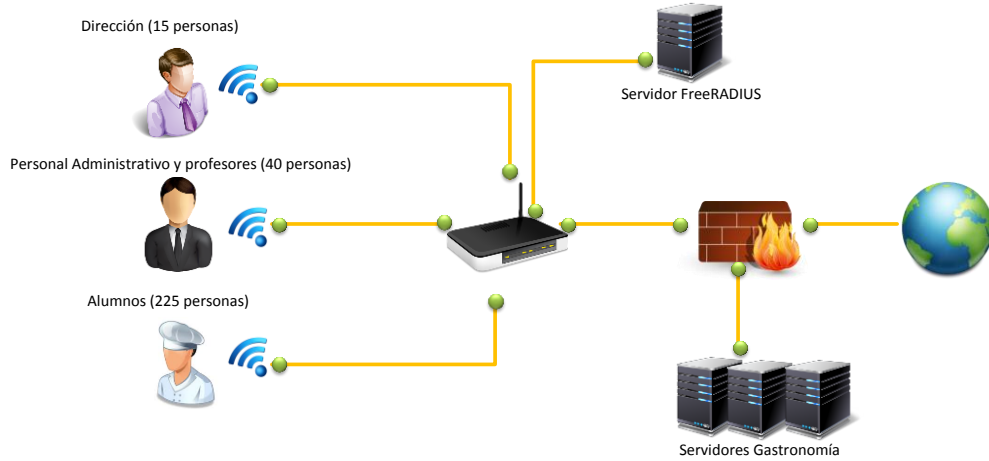 Dirección (15 personas)
Servidor FreeRADIUS
Personal Administrativo y profesores (40 personas)
Alumnos (225 personas)
Servidores Gastronomía